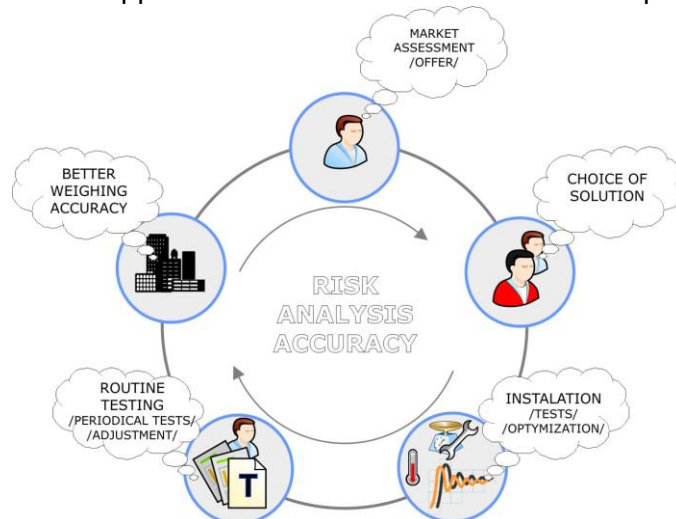 MARKET
ASSESSMENT
/OFFER/
BETTER
WEIGHING
ACCURACY
CHOICE OF
SOLUTION
RISK
ANALYSIS
ACCURACY
ROUTINE
TESTING
/PERIODICAL TESTS/
/ADJUSTMENT/
T
INSTALATION
/TESTS/
/OPTYMIZATION/